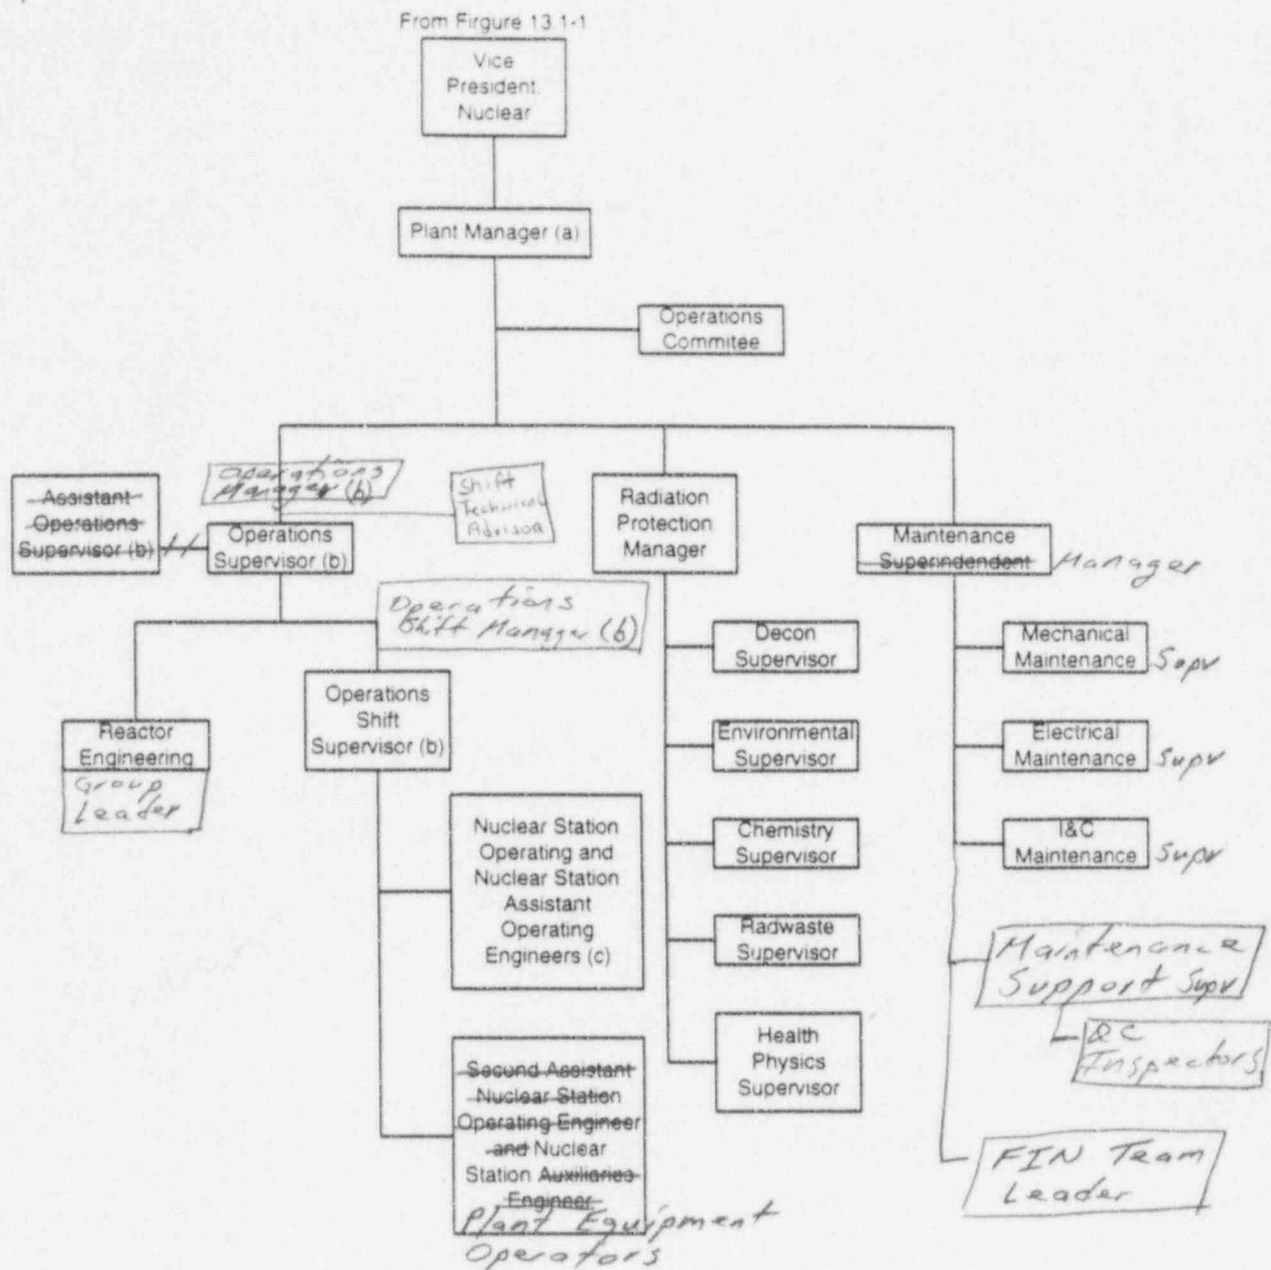 From Firgure 13.1-1
Vice
President.
Nuclear
Plant Manager (a)
Operations
Commitee
Assistant
Operations
Supervisor (b)
Operations
Manager (b)
Shift
Technical
Advisor
Operations
Supervisor (b)
Radiation
Protection
Manager
Maintenance
Superindendent Manager
Operations
Shift Manager (b)
Reactor
Engineering
Group
Leader
Operations
Shift
Supervisor (b)
Nuclear Station
Operating and
Nuclear Station
Assistant
Operating
Engineers (c)
Second Assistant
Nuclear Station
Operating Engineer
and Nuclear
Station Auxiliaries
Engineer
Plant Equipment
Operators
Decon
Supervisor
Environmental
Supervisor
Chemistry
Supervisor
Radwaste
Supervisor
Health
Physics
Supervisor
Mechanical
Maintenance Supv
Electrical
Maintenance Supv
I&C
Maintenance Supv
Maintenance
Support Supv
QC
Inspectors
FIN Team
Leader